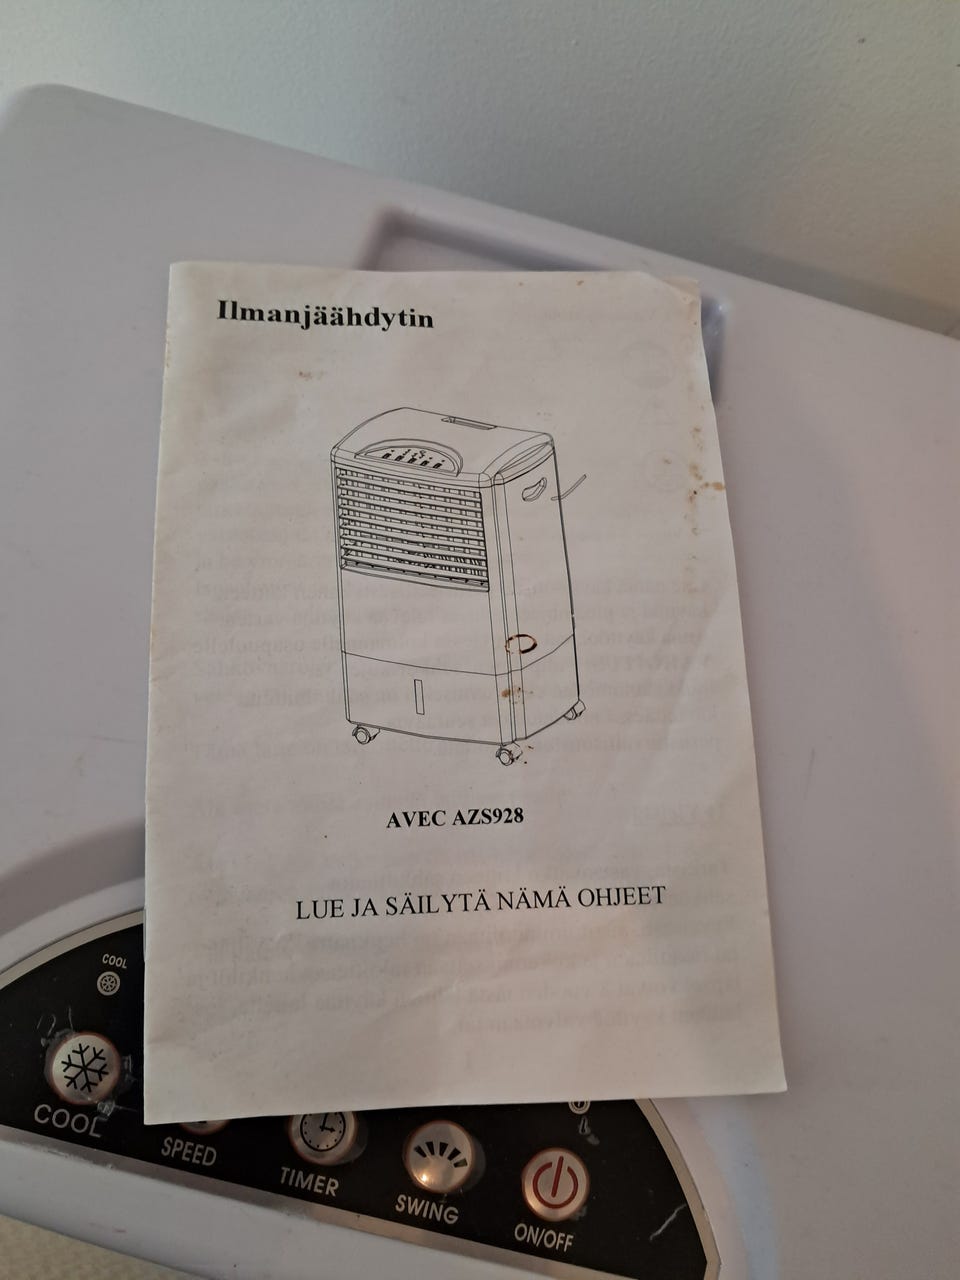 Ilmanjäähdytin
AVEC AZS928
LUE JA SÄILYTÄ NÄMÄ OHJEET
COOL
COOL
SPEED
TIMER
SWING
ON/OFF